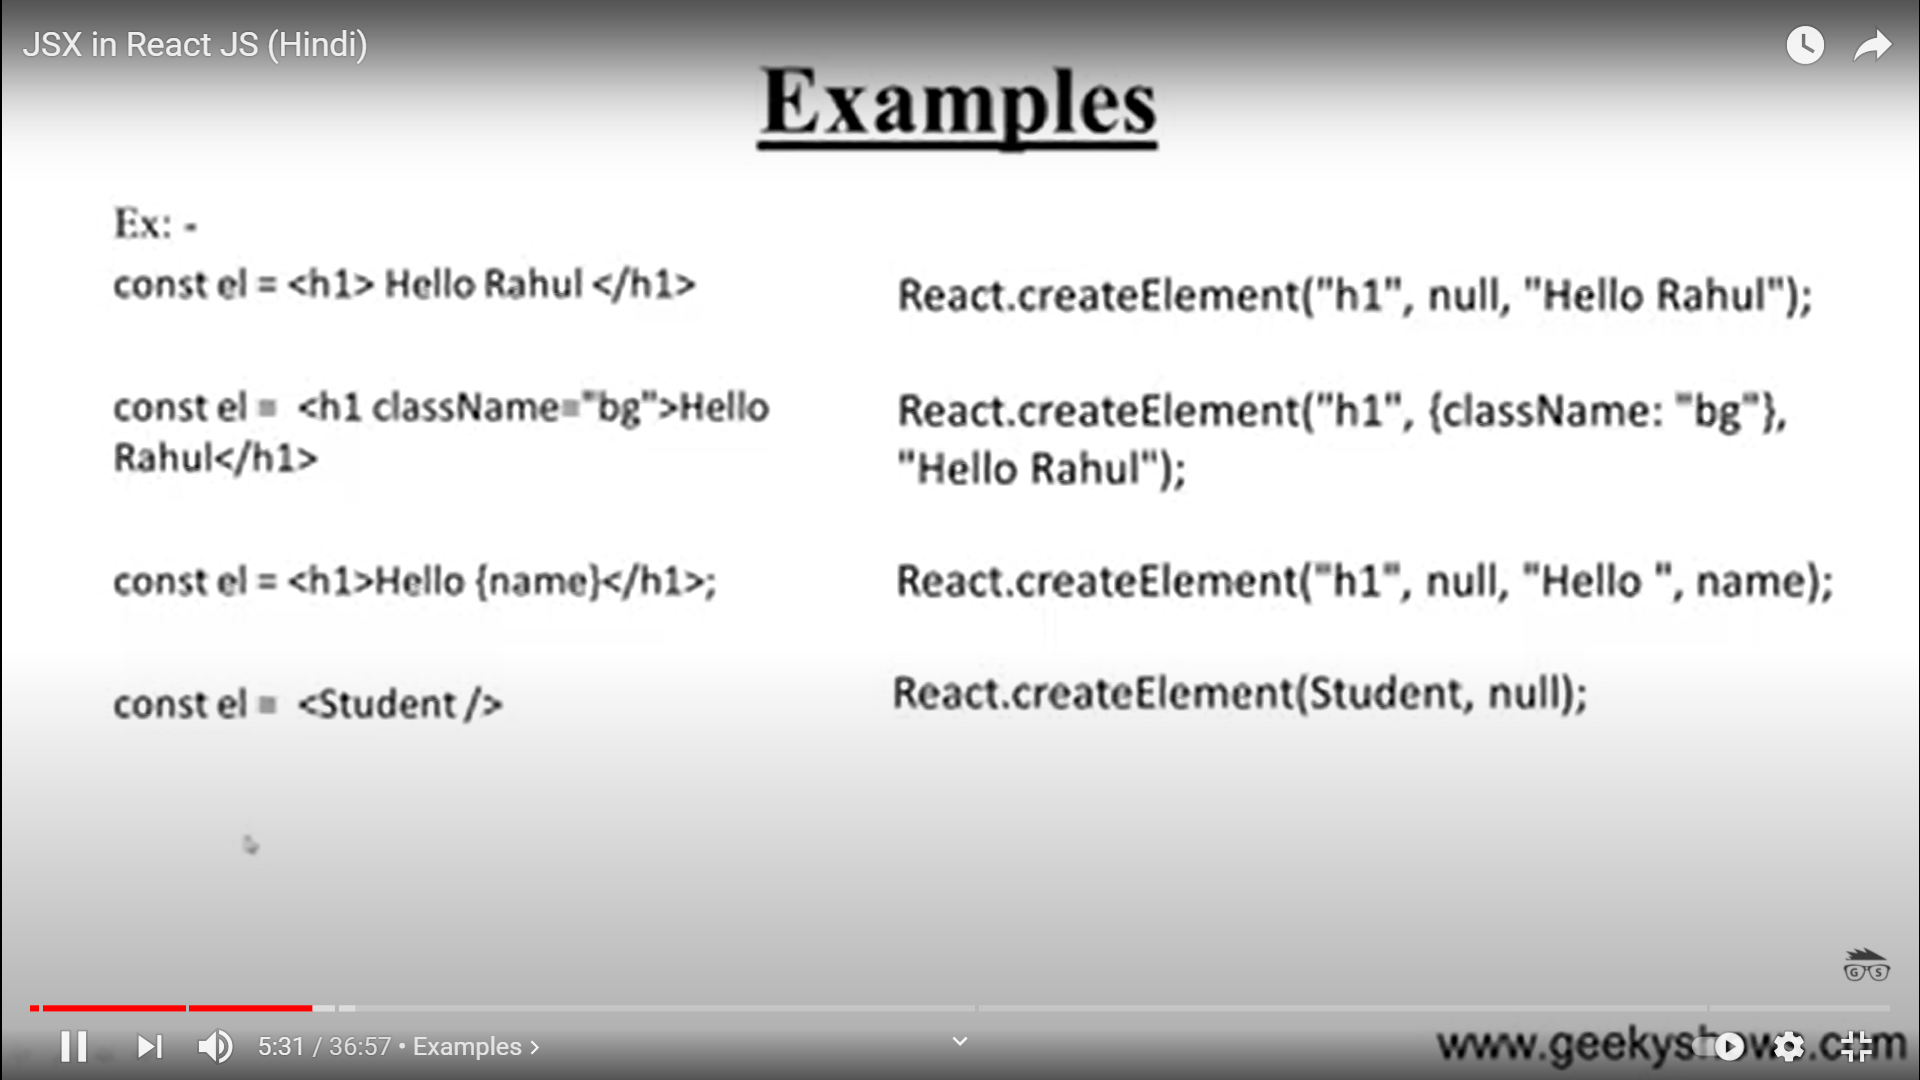 JSX in React JS (Hindi)
Examples
Ex: -
const el = <h1> Hello Rahul </h1>
React.createElement("h1", null, "Hello Rahul");
const el = <h1 className="bg">Hello
Rahul</h1>
React.createElement("h1", {className: "bg"},
"Hello Rahul");
const el = <h1>Hello {name}</h1>;
React.createElement("h1", null, "Hello ", name);
const el = <Student />
React.createElement(Student, null);
G S
5:31 / 36:57 • Examples >
www.geekyshows.com